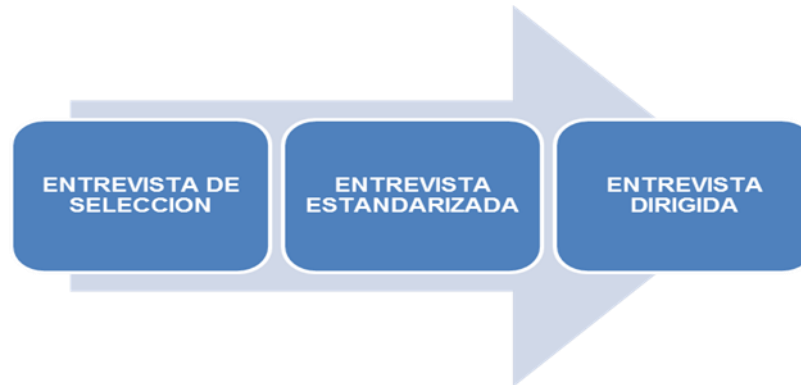 ENTREVISTA DE
SELECCION
ENTREVISTA
ESTANDARIZADA
ENTREVISTA
DIRIGIDA